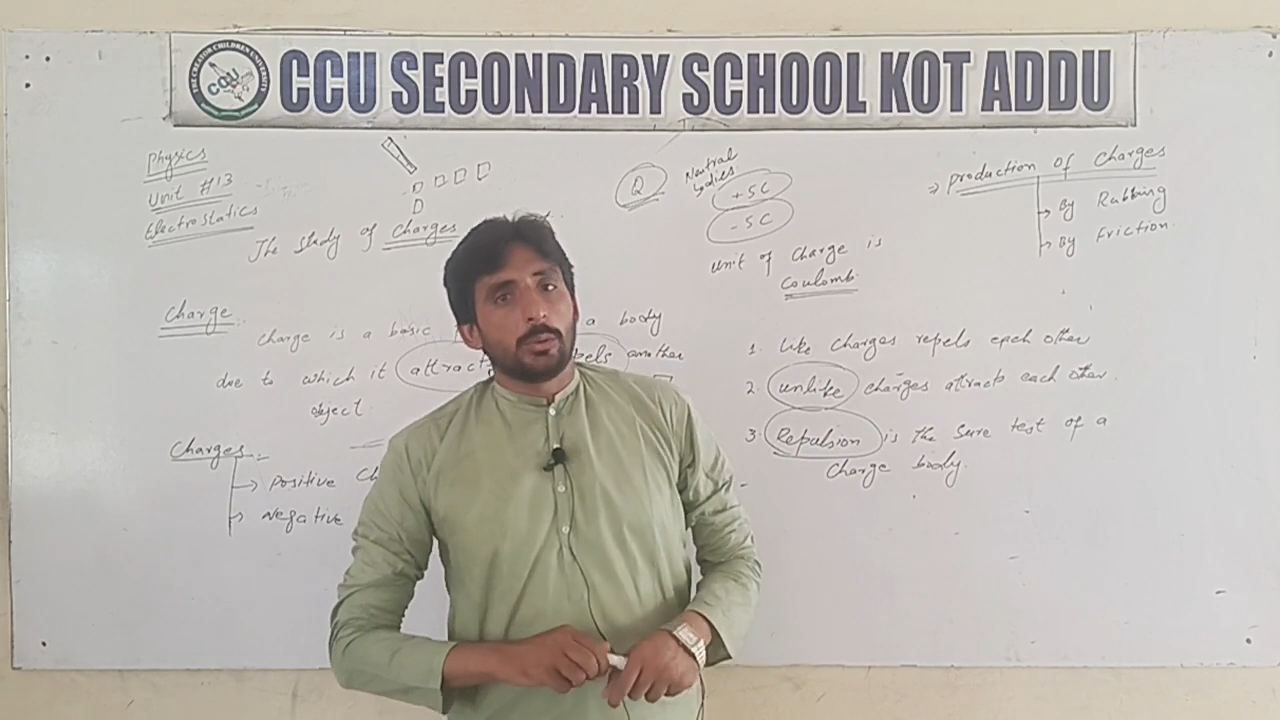 CCU SECONDARY SCHOOL KOT ADDU
CCU
Physics
Unit #13
Electrostatics
The study of Charges
Q
Neutral bodies
+5C
-5C
Unit of Charge is
Coulomb.
=> Production of Charges
By Rubbing
By Friction.
Charge:
Charge is a basic a body
due to which it attract another
object.
Charges:
Positive
Negative
1. Like charges repels each other
2. unlike charges attracts each other.
3. Repulsion is the Sure test of a
Charge body.